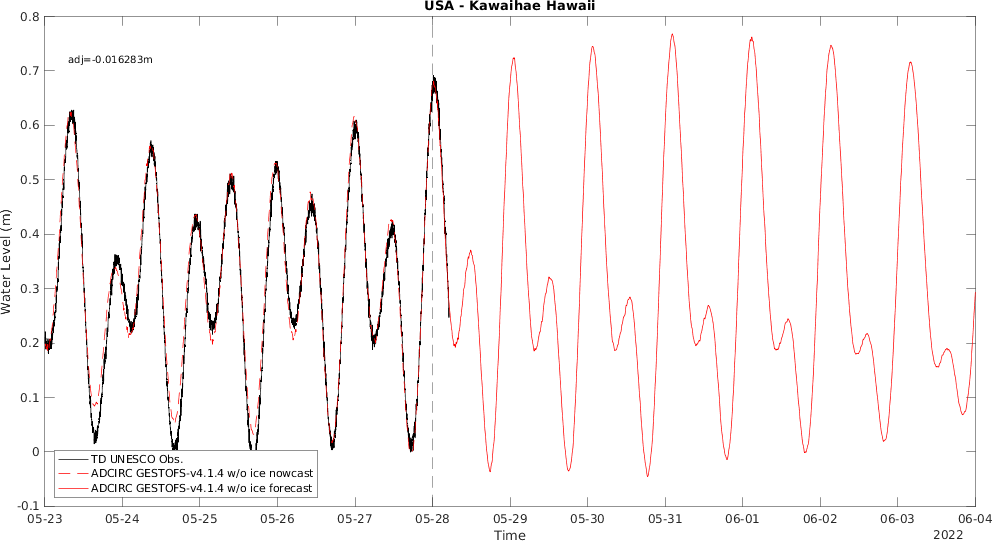 USA - Kawaihae Hawaii
adj=-0.016283m
Water Level (m)
0.8
0.7
0.6
0.5
0.4
0.3
0.2
0.1
0
-0.1
TD UNESCO Obs.
ADCIRC GESTOFS-v4.1.4 w/o ice nowcast
ADCIRC GESTOFS-v4.1.4 w/o ice forecast
05-23 05-24 05-25 05-26 05-27 05-28 05-29 05-30 05-31 06-01 06-02 06-03 06-04
Time
2022